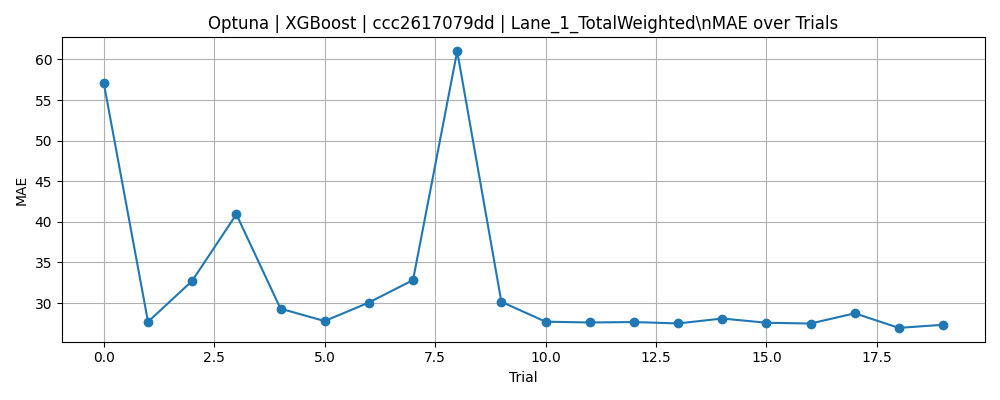 Optuna | XGBoost | ccc2617079dd | Lane_1_TotalWeighted\nMAE over Trials
60
55
50
45
40
35
30
MAE
0.0 2.5 5.0 7.5 10.0 12.5 15.0 17.5
Trial